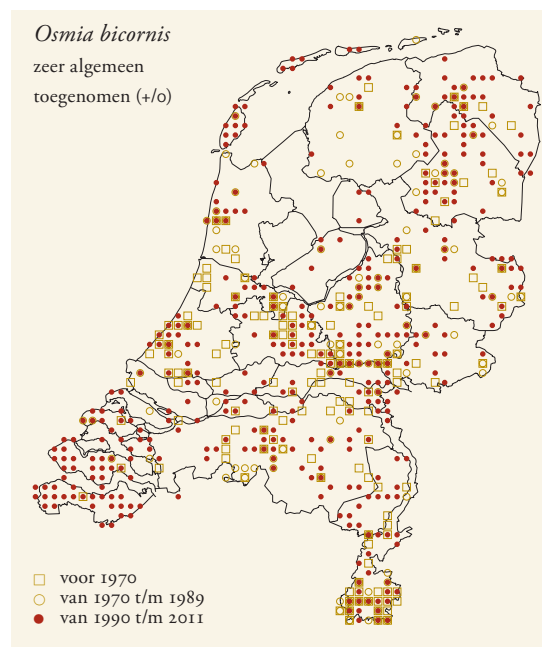 Osmia bicornis
zeer algemeen
toegenomen (+/0)
voor 1970
van 1970 t/m 1989
van 1990 t/m 2011